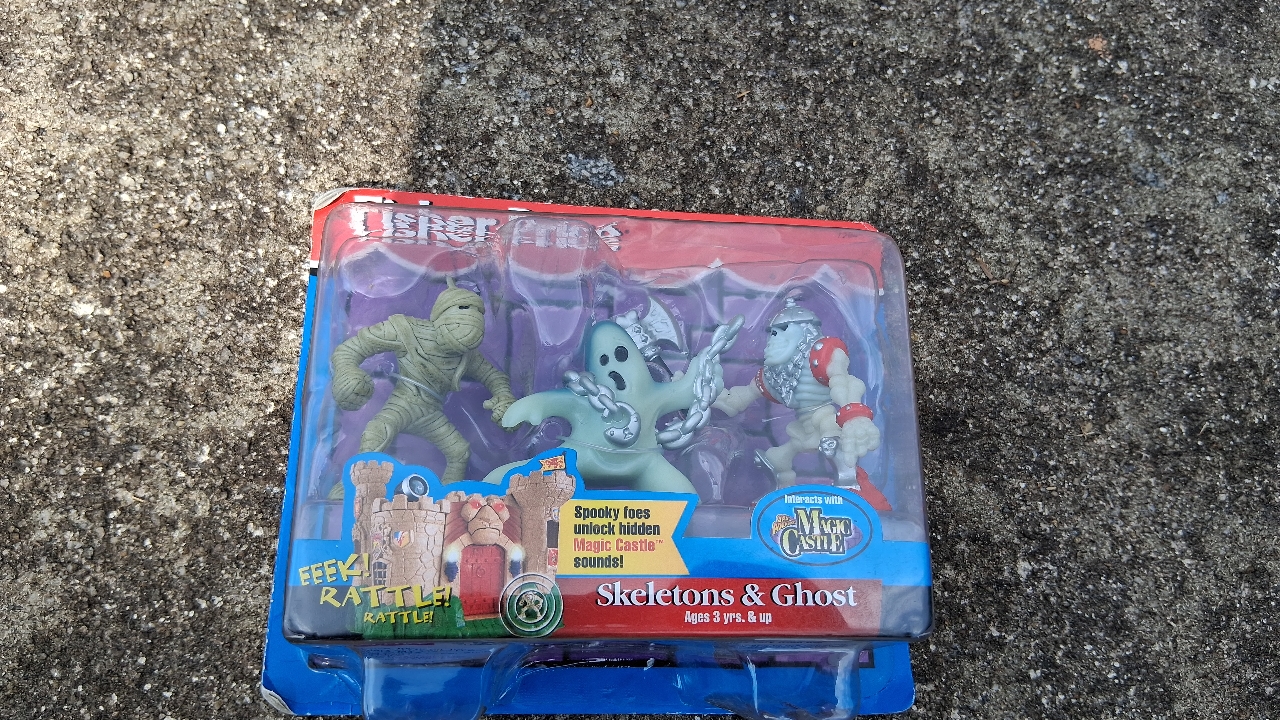 Fisher Price
Spooky foes
unlock hidden
Magic Castle™
sounds!
Interacts with
MAGIC
CASTLE
EEEK!
RATTLE!
RATTLE!
Skeletons & Ghost
Ages 3 yrs. & up